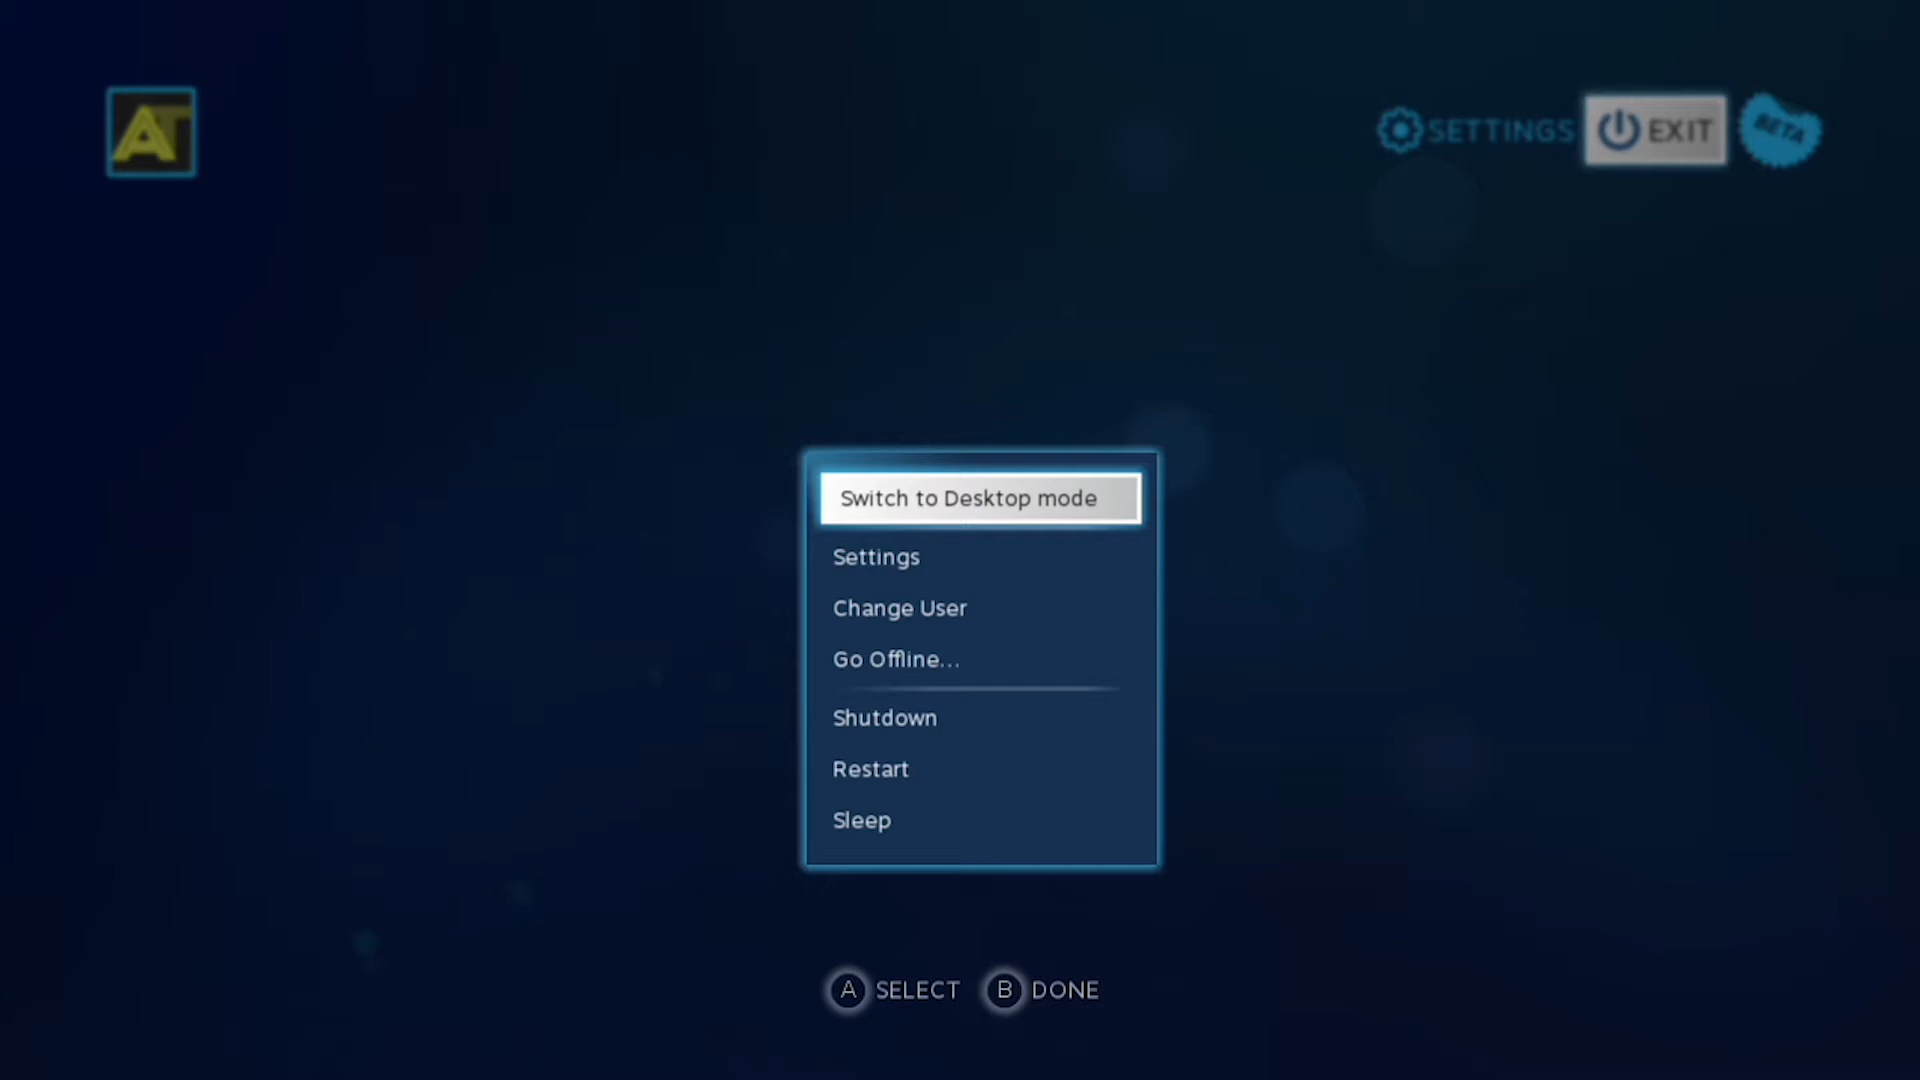 AT
SETTINGS
EXIT
BETA
Switch to Desktop mode
Settings
Change User
Go Offline...
Shutdown
Restart
Sleep
A SELECT B DONE